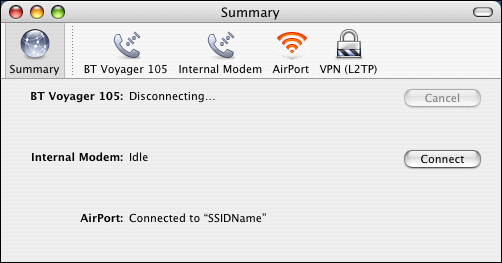 Summary
Summary BT Voyager 105 Internal Modem AirPort VPN (L2TP)
BT Voyager 105: Disconnecting... Cancel
Internal Modem: Idle Connect
AirPort: Connected to “SSIDName”